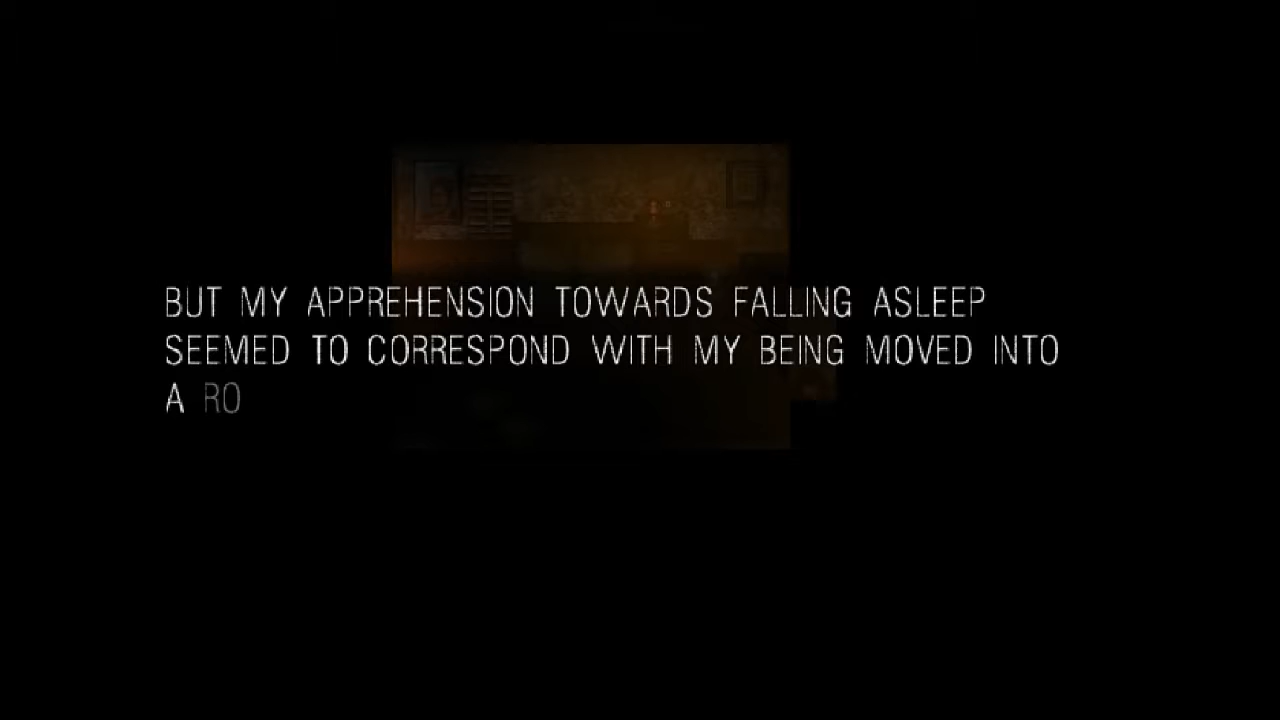 BUT MY APPREHENSION TOWARDS FALLING ASLEEP
SEEMED TO CORRESPOND WITH MY BEING MOVED INTO
A RO